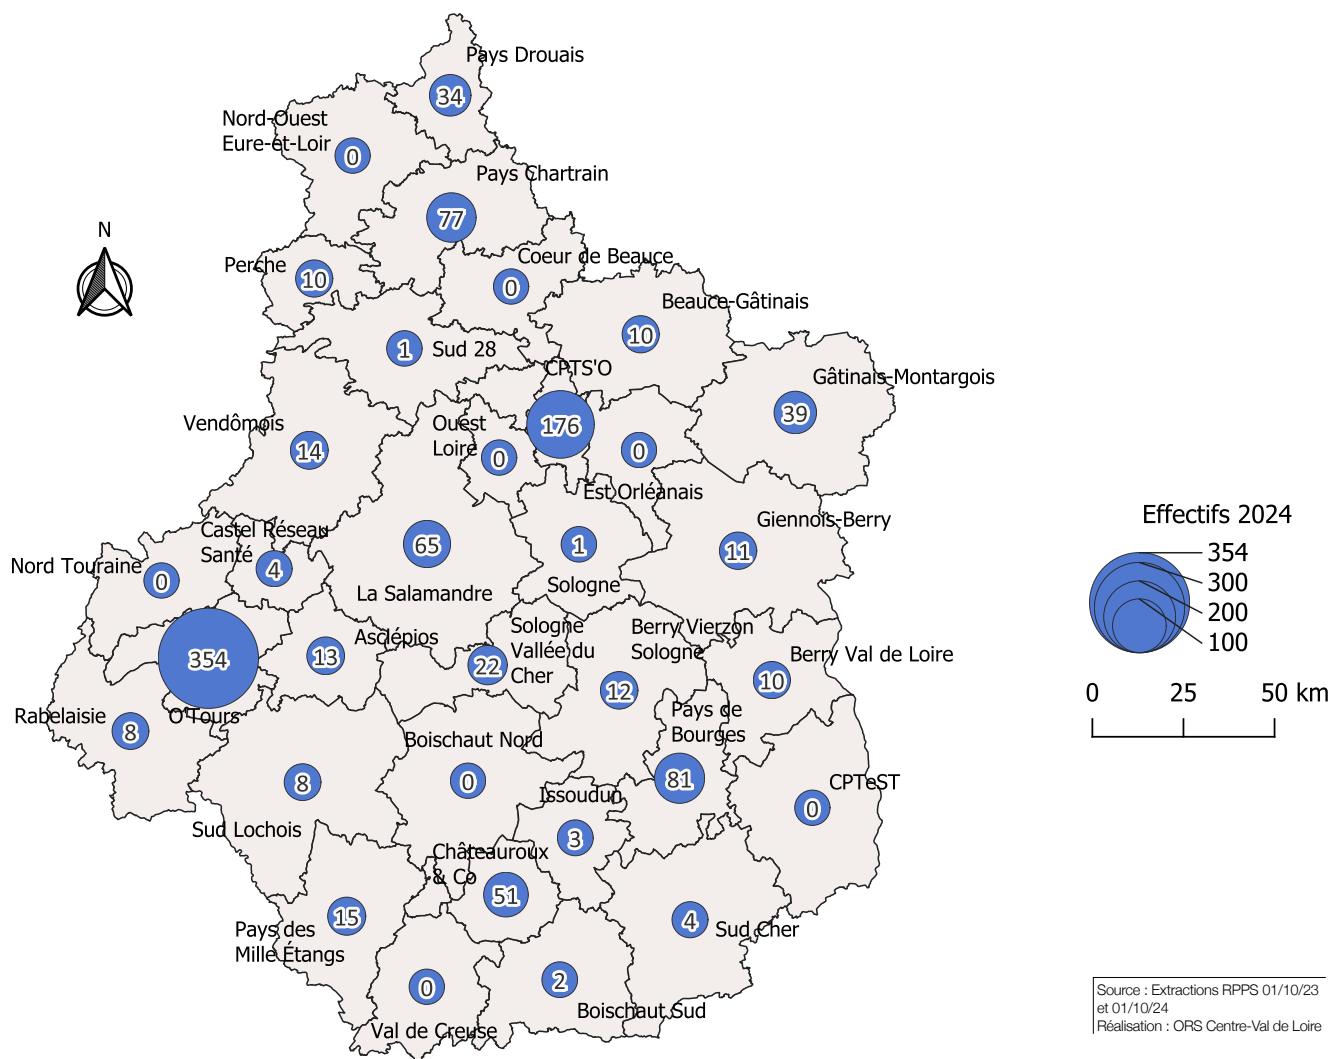 Pays Drouais
34
Nord-Ouest
Eure-et-Loir
0
Pays Chartrain
77
N
Perche
10
Coeur de Beauce
0
Beauce-Gâtinais
10
1
Sud 28
CPTS'O
176
Gâtinais-Montargois
39
Vendômois
14
Ouest
Loire
0
0
Est Orléanais
Giennois-Berry
11
Castel Réseau
Santé
4
65
La Salamandre
1
Sologne
Nord Touraine
0
354
O'Tours
Asclépios
13
Sologne
Vallée du
Cher
22
Berry Vierzon
Sologne
12
Berry Val de Loire
10
Rabelaisie
8
Pays de
Bourges
81
Boischaut Nord
0
8
Sud Lochois
Issoudun
3
CPTeST
0
Châteauroux
& Co
51
15
Pays des
Mille Étangs
4
Sud Cher
0
Val de Creuse
2
Boischaut Sud
Effectifs 2024
354
300
200
100
0 25 50 km
Source : Extractions RPPS 01/10/23
et 01/10/24
Réalisation : ORS Centre-Val de Loire